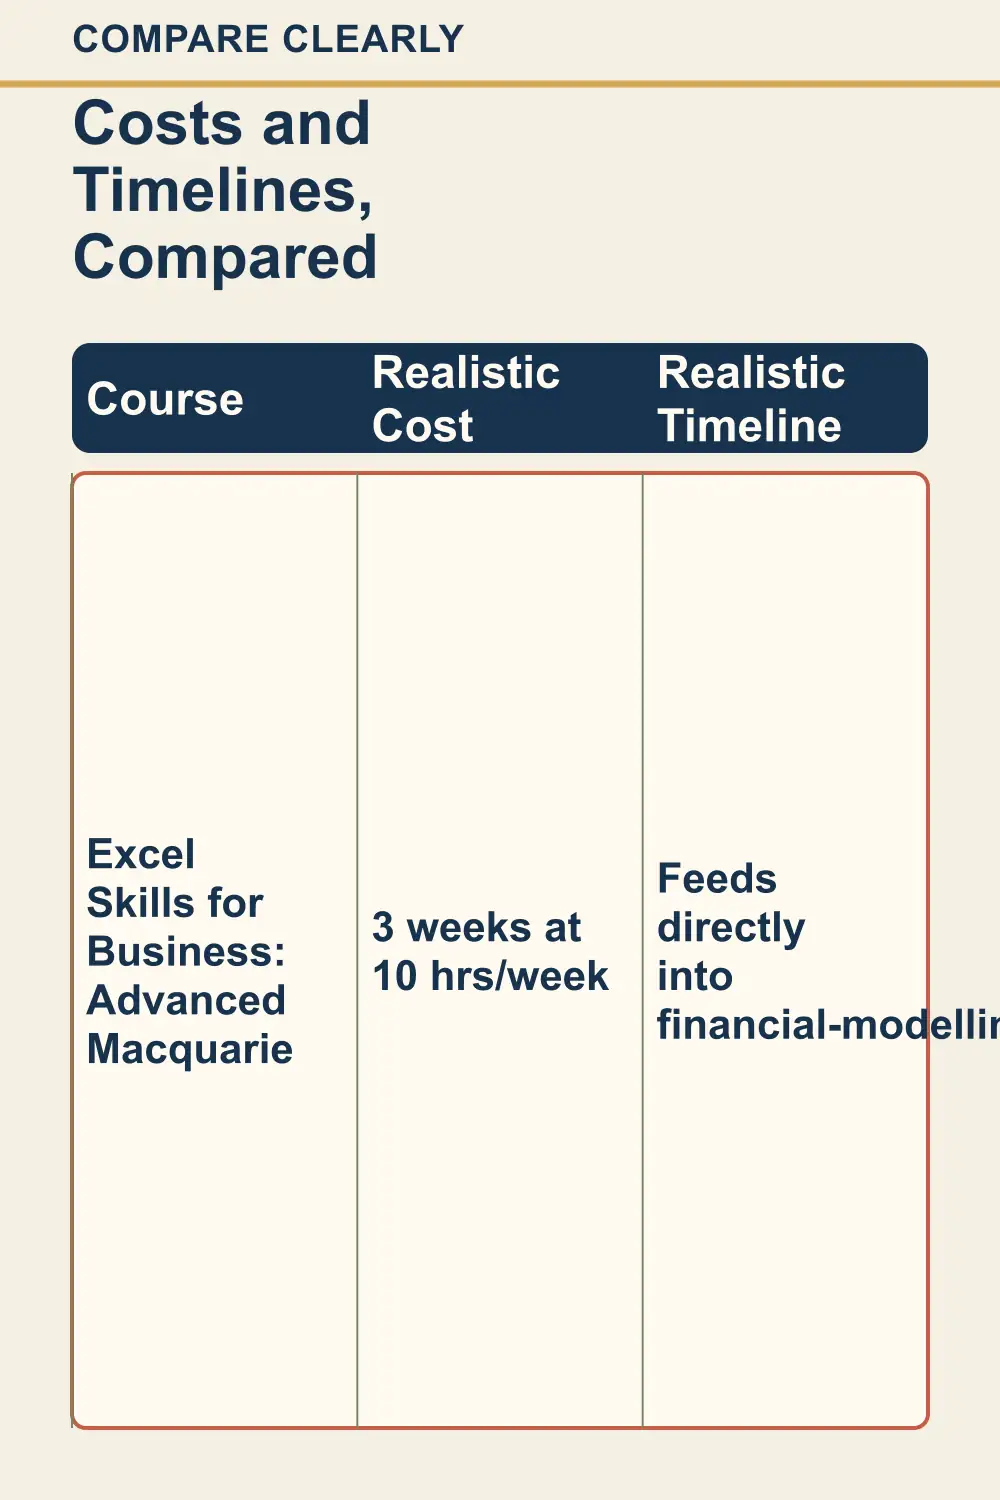 COMPARE CLEARLY
Costs and
Timelines,
Compared
Course
Realistic
Cost
Realistic
Timeline
Excel
Skills for
Business:
Advanced
Macquarie
3 weeks at
10 hrs/week
Feeds
directly
into